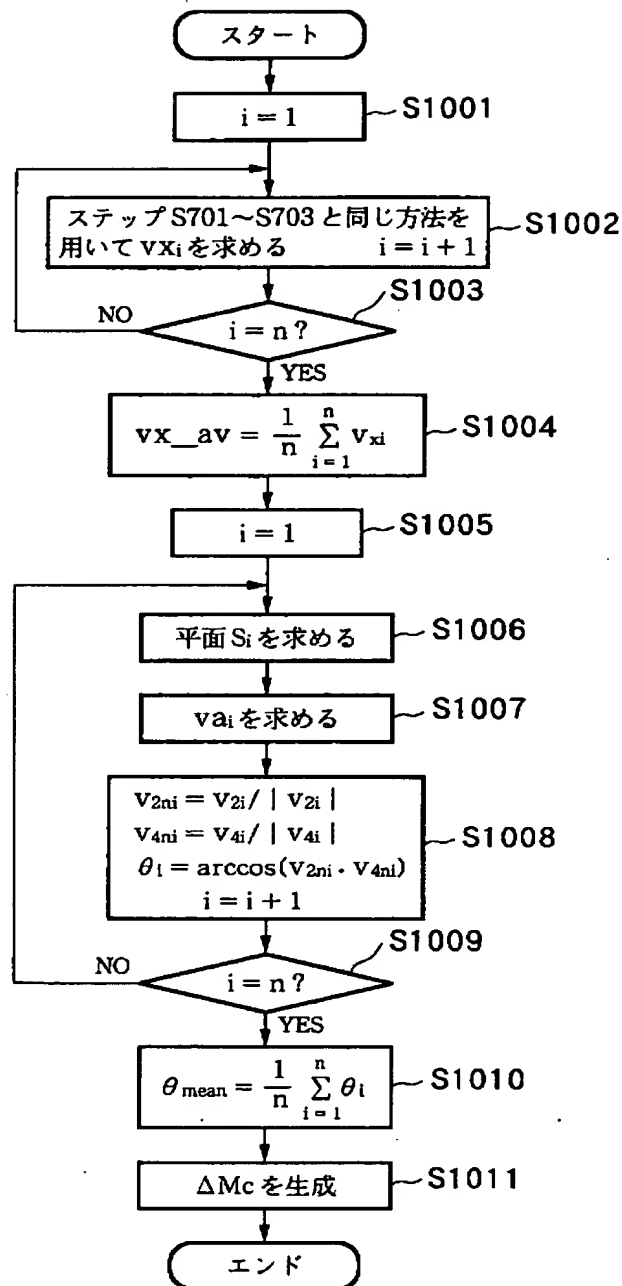 スタート
i = 1
S1001
ステップS701～S703と同じ方法を
用いてvxiを求める i = i + 1
S1002
S1003
NO
i = n ?
YES
vx_av = 1/n Σ(i = 1, n) vxi
S1004
i = 1
S1005
平面Siを求める
S1006
vaiを求める
S1007
v2ni = v2i / | v2i |
v4ni = v4i / | v4i |
θi = arccos(v2ni · v4ni)
i = i + 1
S1008
S1009
NO
i = n ?
YES
θmean = 1/n Σ(i = 1, n) θi
S1010
ΔMcを生成
S1011
エンド